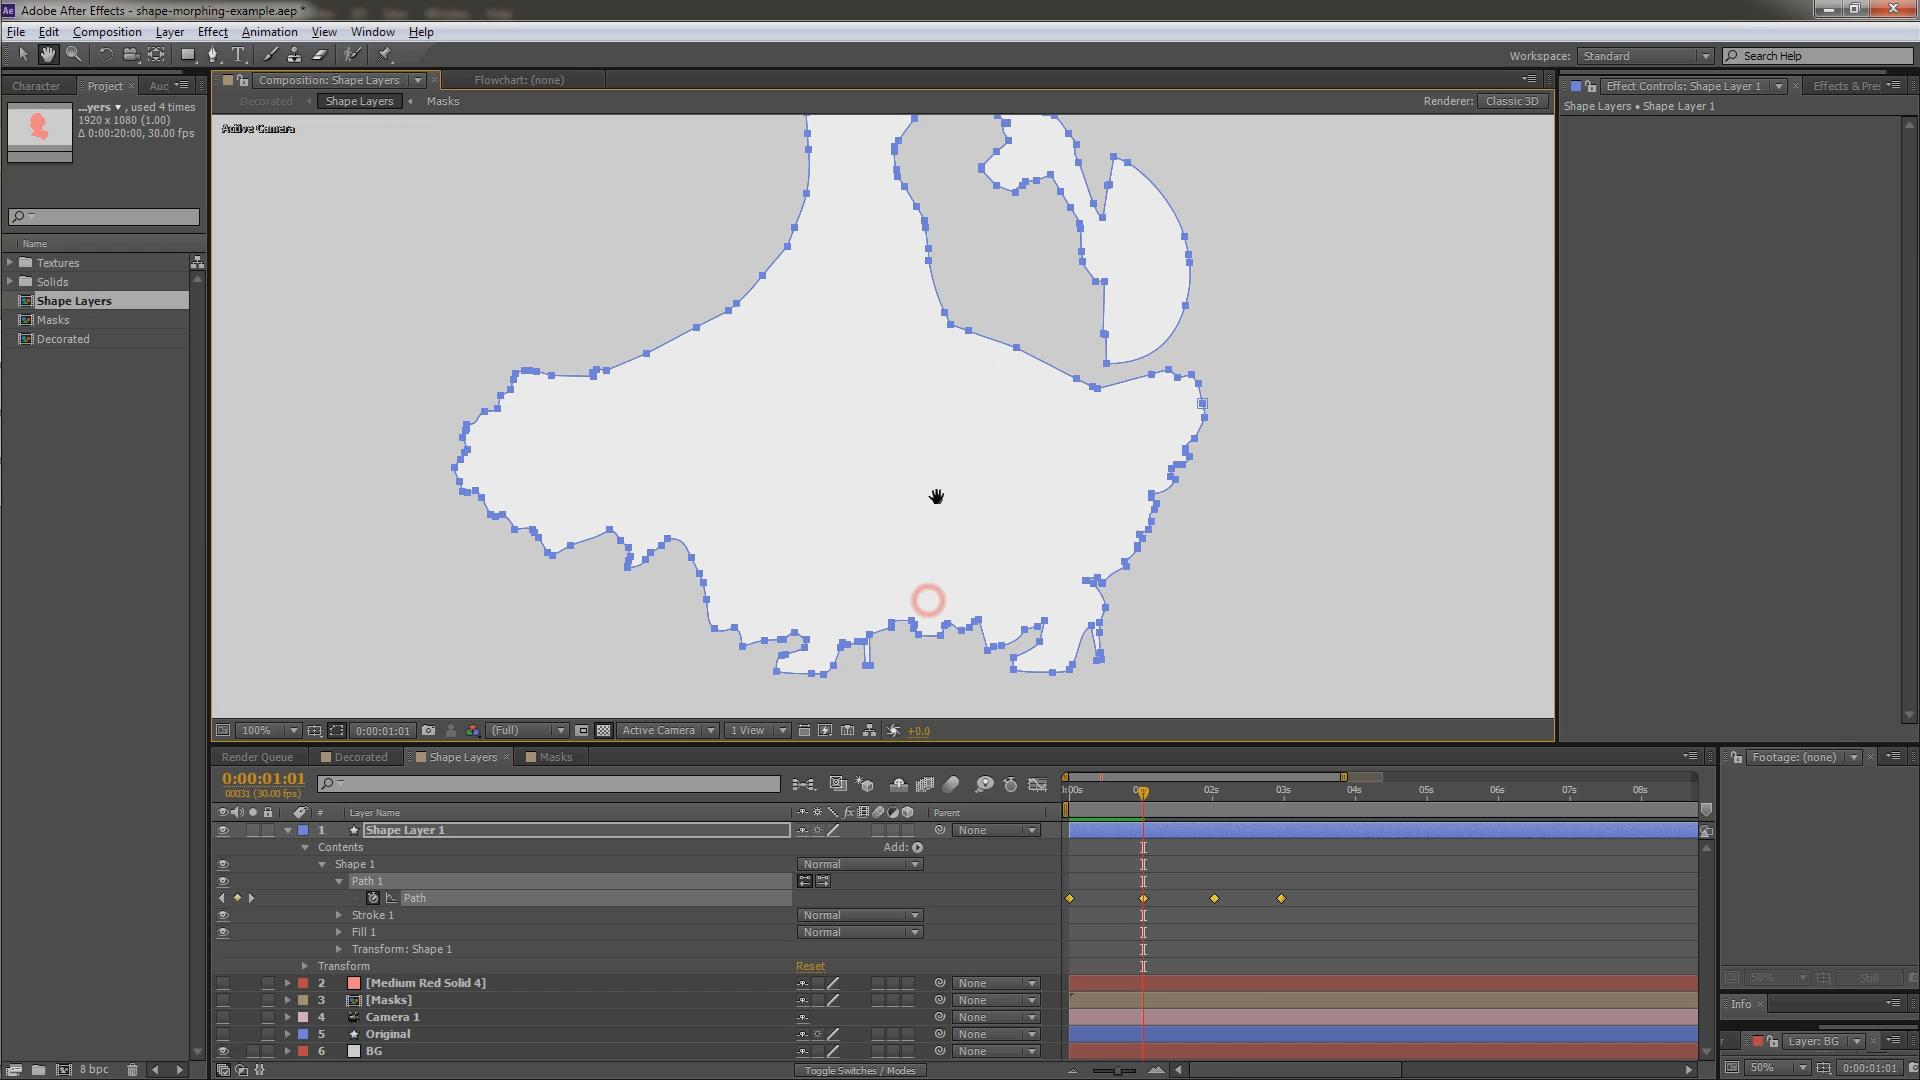 Adobe After Effects - shape-morphing-example.aep *
File Edit Composition Layer Effect Animation View Window Help
Workspace: Standard Search Help
Character Project Auc Composition: Shape Layers Flowchart: (none) Effect Controls: Shape Layer 1 Effects & Pre
Decorated Shape Layers Masks Renderer: Classic 3D
...yers , used 4 times
1920 x 1080 (1.00)
Δ 0:00:20:00, 30.00 fps
Shape Layers • Shape Layer 1
Active Camera
Name
Textures
Solids
Shape Layers
Masks
Decorated
100% 0:00:01:01 (Full) Active Camera 1 View +0.0
Render Queue Decorated Shape Layers Masks Footage: (none)
0:00:01:01
00031 (30.00 fps)
:00s 02s 03s 04s 05s 06s 07s 08s
# Layer Name Parent
1 Shape Layer 1 None
Contents Add:
Shape 1 Normal
Path 1
Path
Stroke 1 Normal
Fill 1 Normal
Transform: Shape 1
Transform Reset
2 [Medium Red Solid 4] None
3 [Masks] None
4 Camera 1 None
5 Original None
6 BG None
50% Still
Info
Layer: BG
8 bpc Toggle Switches / Modes 50% 0:00:01:01